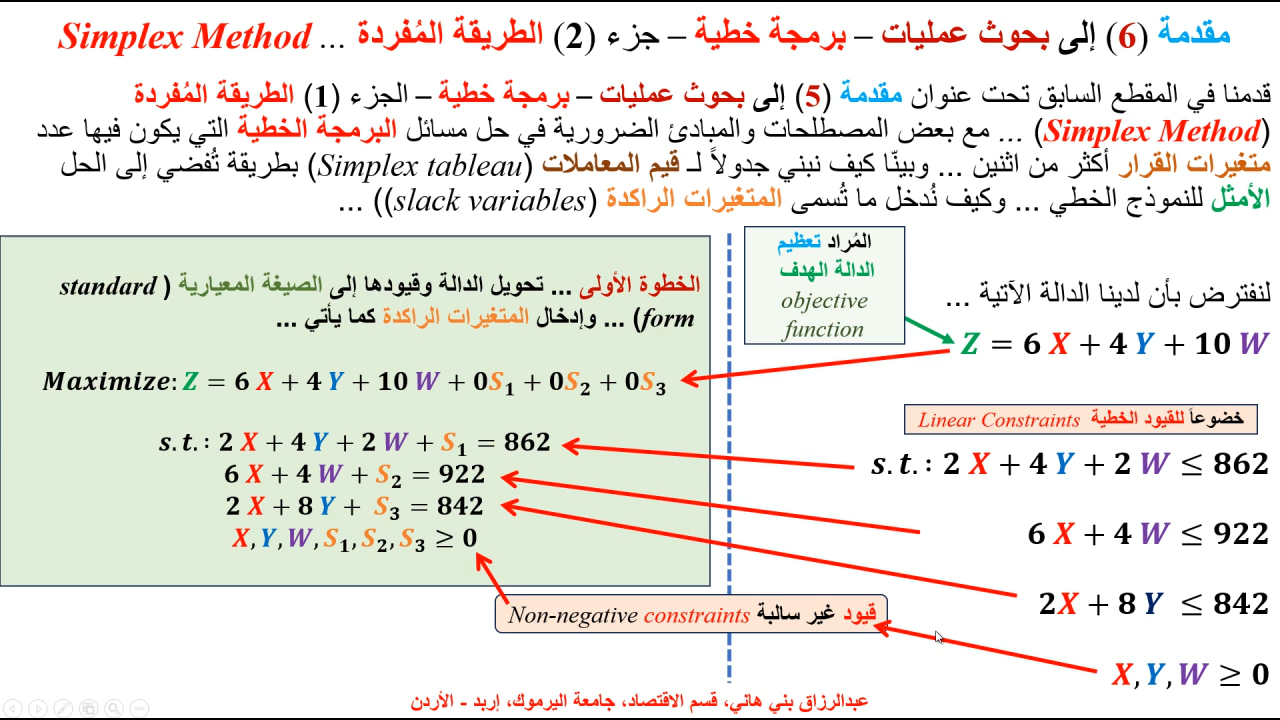 مقدمة (6) إلى بحوث عمليات – برمجة خطية – جزء (2) الطريقة المُفردة ... Simplex Method
قدمنا في المقطع السابق تحت عنوان مقدمة (5) إلى بحوث عمليات – برمجة خطية – الجزء (1) الطريقة المُفردة
(Simplex Method) ... مع بعض المصطلحات والمبادئ الضرورية في حل مسائل البرمجة الخطية التي يكون فيها عدد
متغيرات القرار أكثر من اثنين ... وبينّا كيف نبني جدولاً لـ قيم المعاملات (Simplex tableau) بطريقة تُفضي إلى الحل
الأمثل للنموذج الخطي ... وكيف نُدخل ما تُسمى المتغيرات الراكدة (slack variables)) ...
المُراد تعظيم
الدالة الهدف
objective
function
لنفترض بأن لدينا الدالة الآتية ...
Z = 6 X + 4 Y + 10 W
خضوعاً للقيود الخطية Linear Constraints
s.t.: 2 X + 4 Y + 2 W ≤ 862
6 X + 4 W ≤ 922
2X + 8 Y ≤ 842
X, Y, W ≥ 0
الخطوة الأولى ... تحويل الدالة وقيودها إلى الصيغة المعيارية (standard
form) ... وإدخال المتغيرات الراكدة كما يأتي ...
Maximize: Z = 6 X + 4 Y + 10 W + 0S₁ + 0S₂ + 0S₃
s.t.: 2 X + 4 Y + 2 W + S₁ = 862
6 X + 4 W + S₂ = 922
2 X + 8 Y + S₃ = 842
X, Y, W, S₁, S₂, S₃ ≥ 0
قيود غير سالبة Non-negative constraints
عبدالرزاق بني هاني، قسم الاقتصاد، جامعة اليرموك، إربد - الأردن